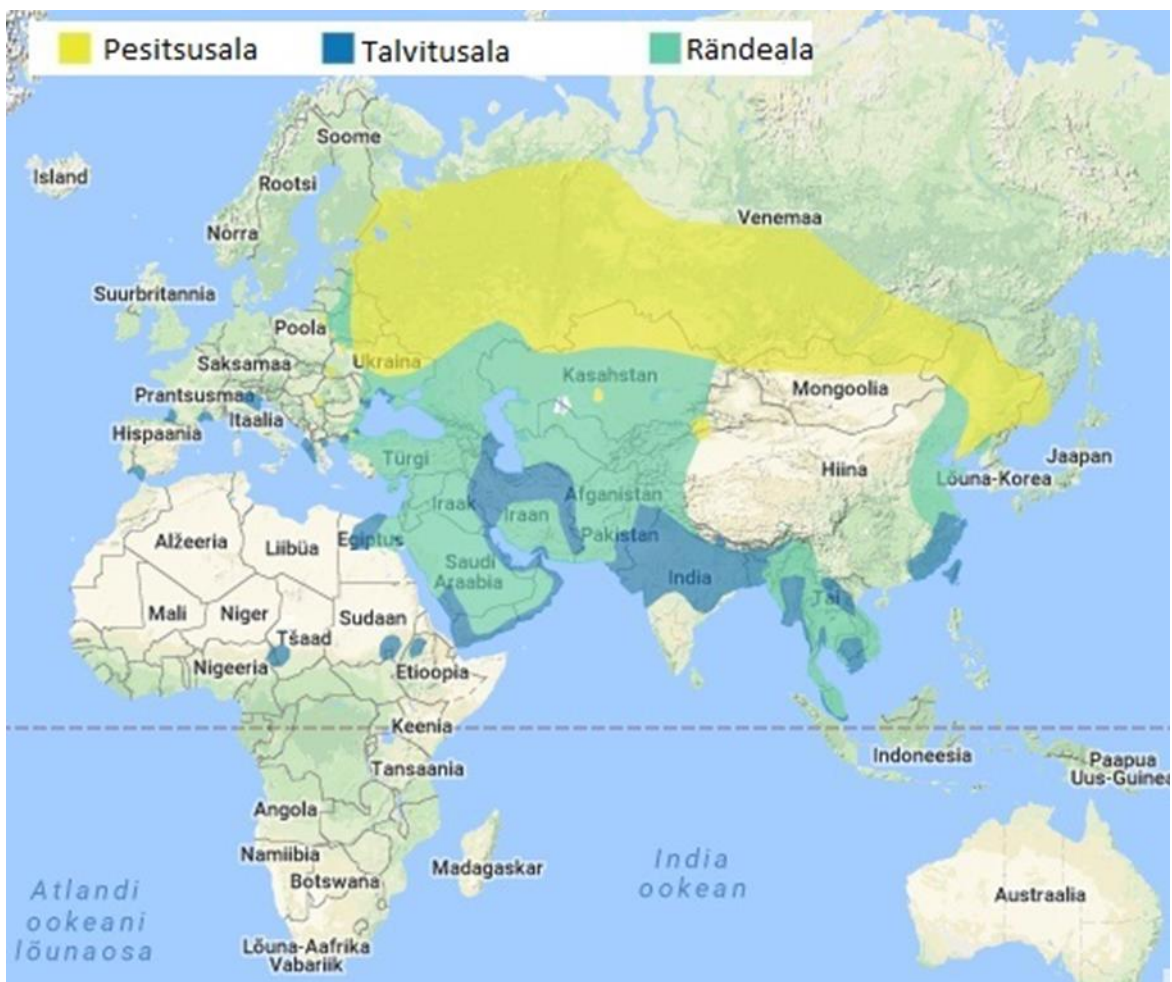 Pesitsusala Talvitusala Rändeala
Soome
Island
Rootsi
Venemaa
Norra
Suurbritannia
Poola
Saksamaa
Ukraina
Kasahstan
Mongoolia
Prantsusmaa
Itaalia
Hispaania
Türgi
Hiina
Jaapan
Lõuna-Korea
Afganistan
Iraak
Iraan
Pakistan
Alžeeria
Liibüa
Egiptus
Saudi
Araabia
India
Tai
Mali
Niger
Sudaan
Tšaad
Nigeeria
Etioopia
Keenia
Indoneesia
Paapua
Uus-Guinea
Tansaania
Angola
Namiibia
Botswana
Madagaskar
India
ookean
Atlandi
ookeani
lõunaosa
Austraalia
Lõuna-Aafrika
Vabariik